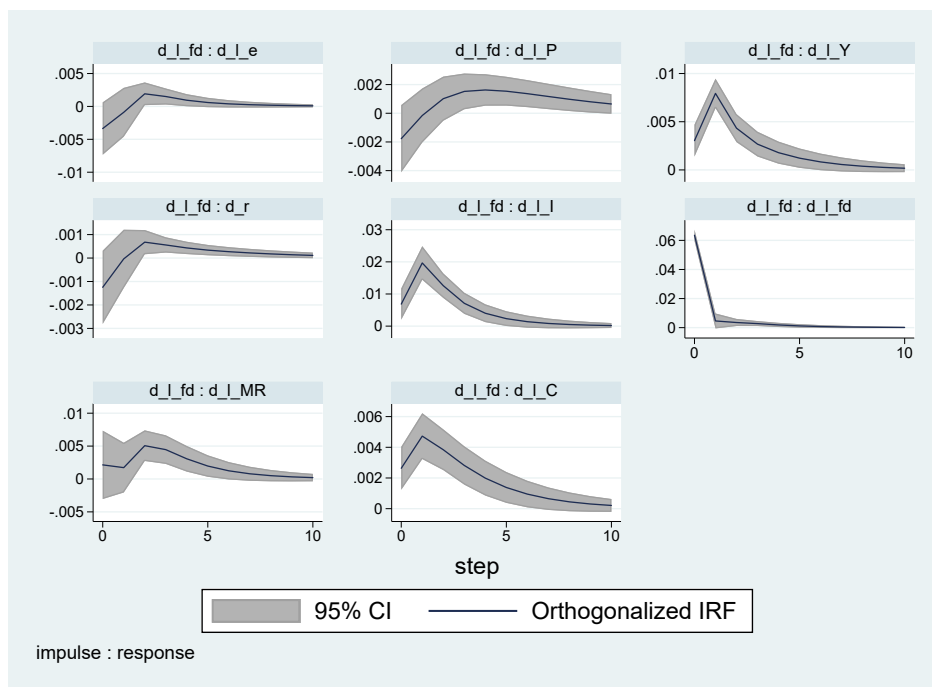 d_l_fd : d_l_e
d_l_fd : d_l_P
d_l_fd : d_l_Y
.005
0
-.005
-.01
.002
0
-.002
-.004
.01
.005
0
d_l_fd : d_r
d_l_fd : d_l_I
d_l_fd : d_l_fd
.001
0
-.001
-.002
-.003
.03
.02
.01
0
.06
.04
.02
0
0 5 10
d_l_fd : d_l_MR
d_l_fd : d_l_C
.01
.005
0
-.005
0 5 10
.006
.004
.002
0
0 5 10
step
95% CI
Orthogonalized IRF
impulse : response